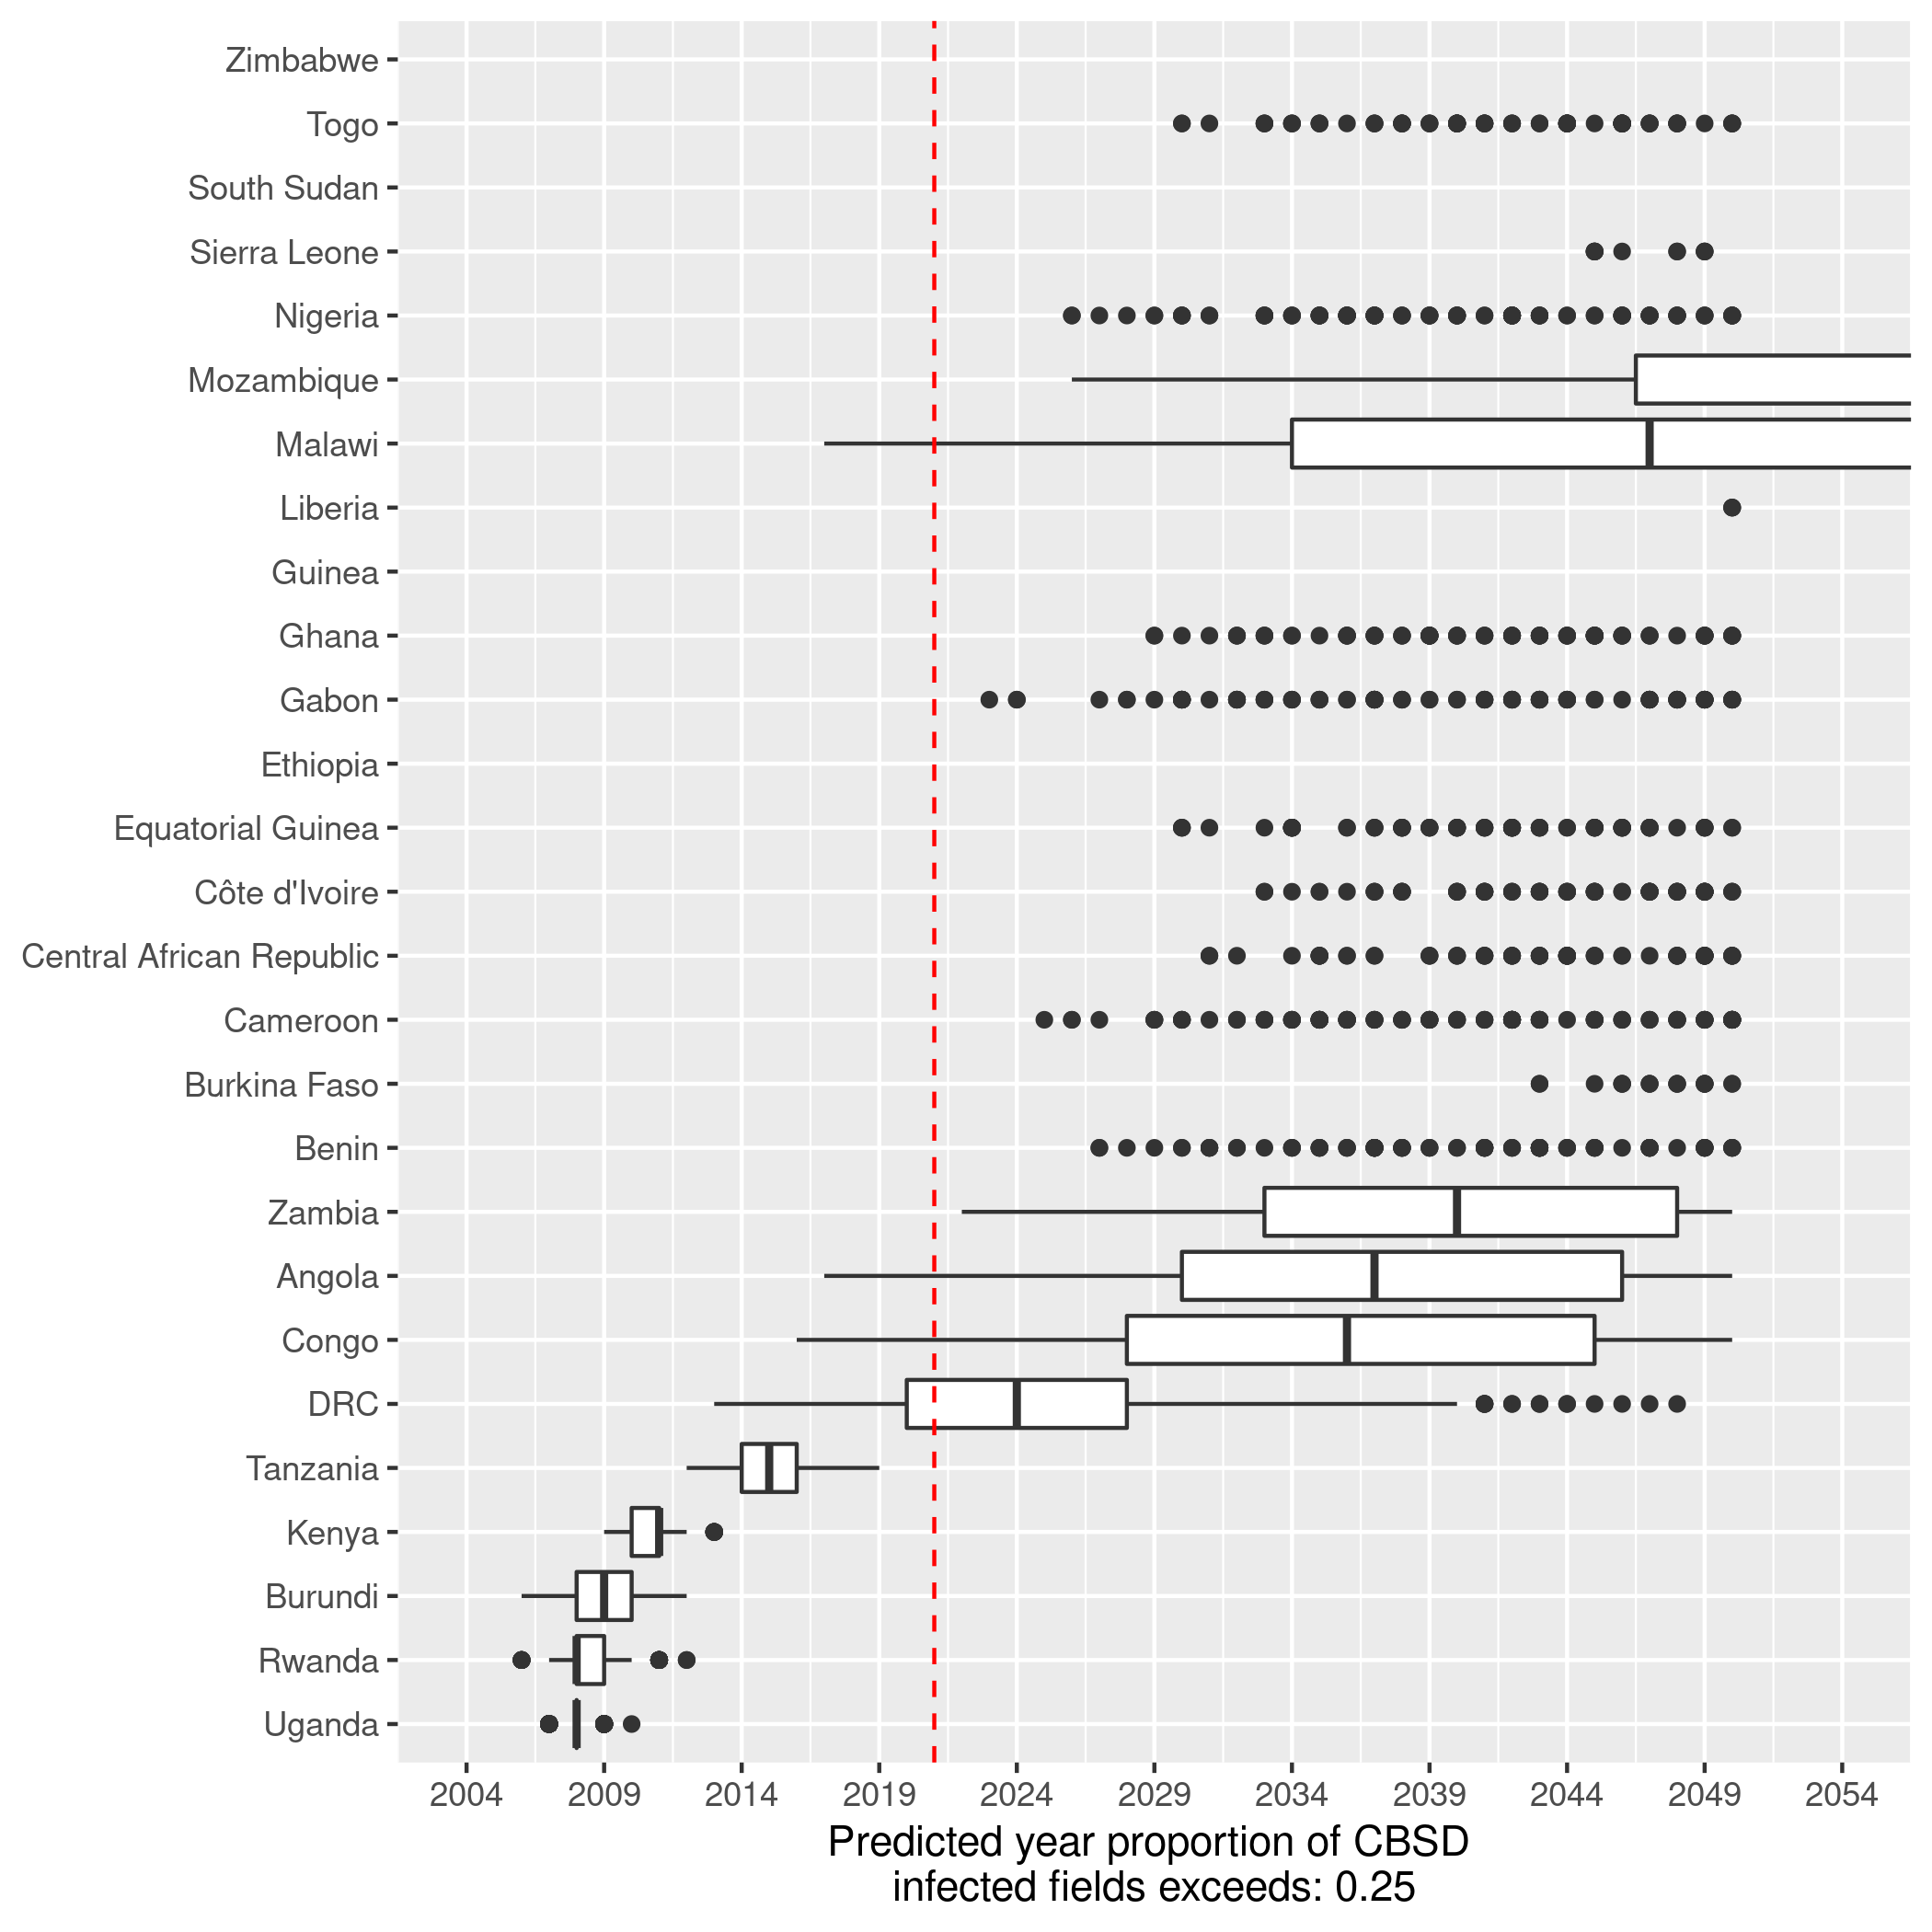 Zimbabwe
Togo
South Sudan
Sierra Leone
Nigeria
Mozambique
Malawi
Liberia
Guinea
Ghana
Gabon
Ethiopia
Equatorial Guinea
Côte d'Ivoire
Central African Republic
Cameroon
Burkina Faso
Benin
Zambia
Angola
Congo
DRC
Tanzania
Kenya
Burundi
Rwanda
Uganda
2004 2009 2014 2019 2024 2029 2034 2039 2044 2049 2054
Predicted year proportion of CBSD
infected fields exceeds: 0.25